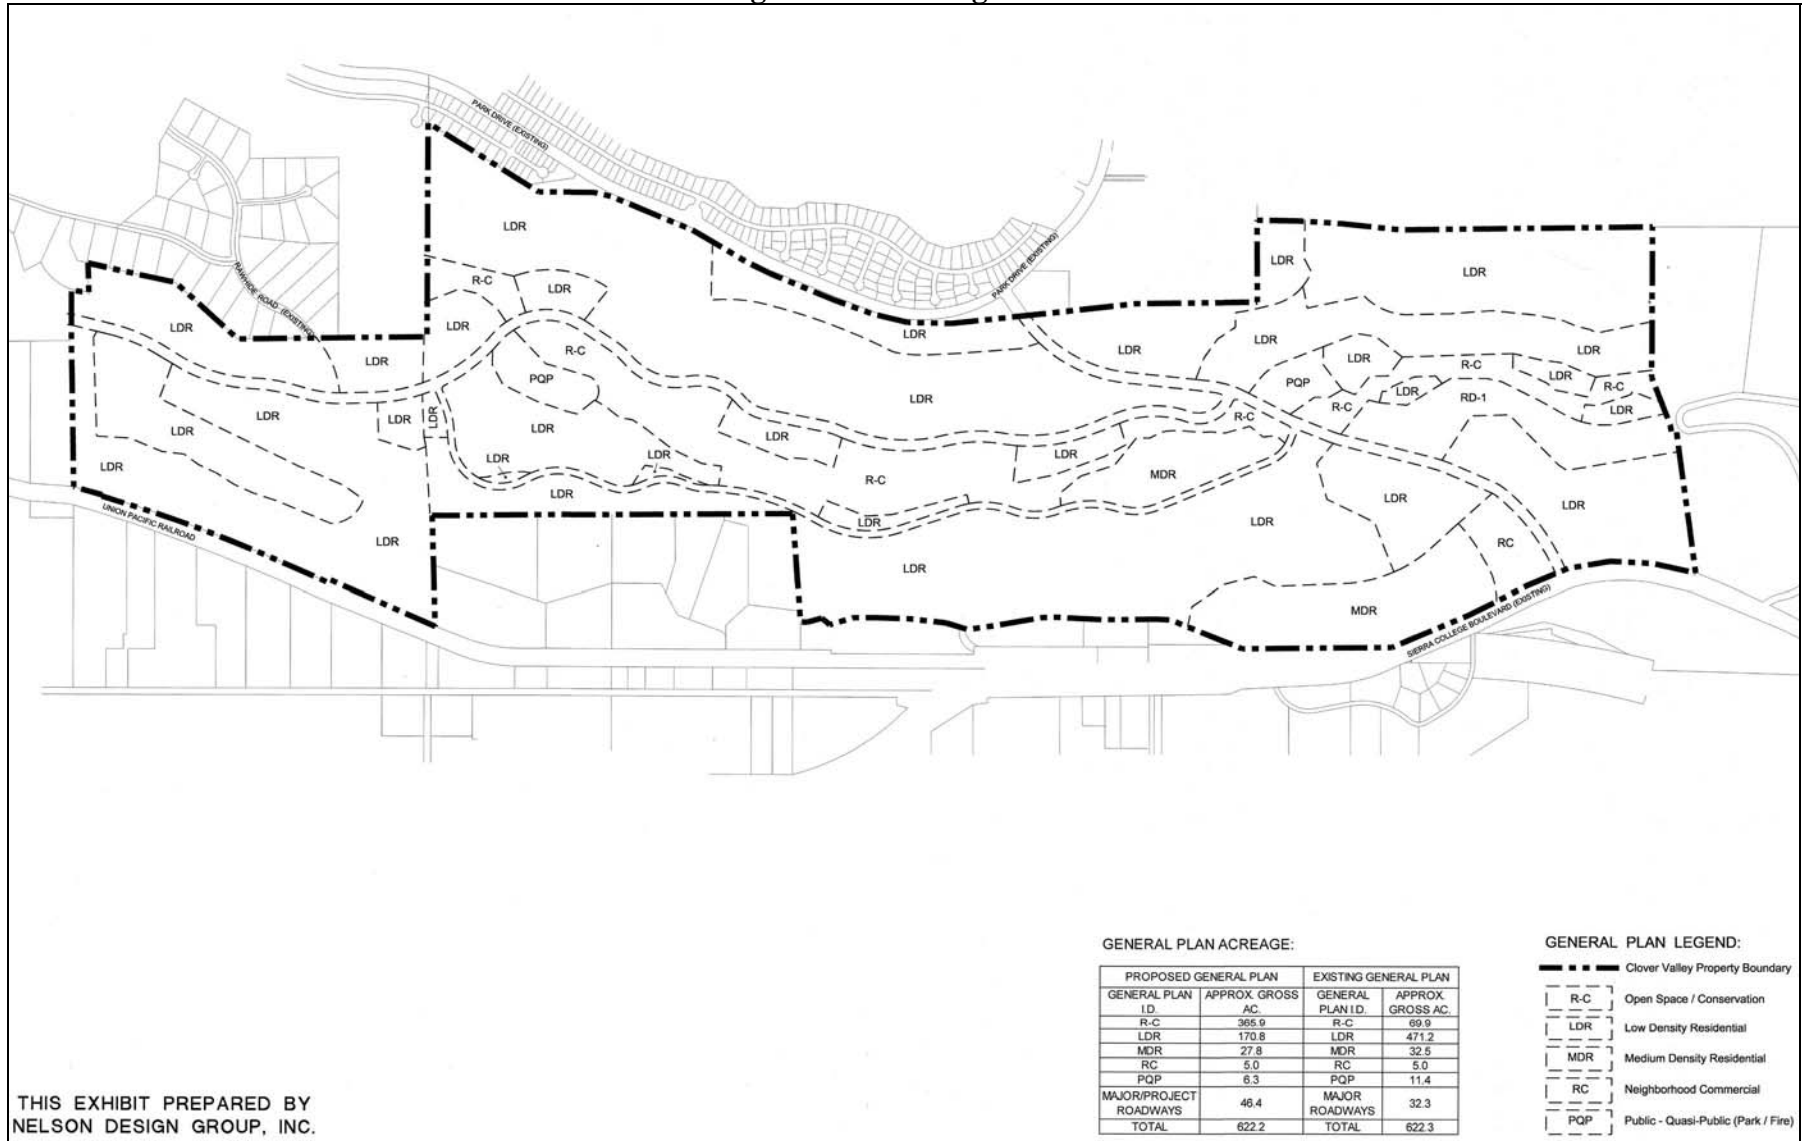 PARK DRIVE (EXISTING)
LDR
R-C
LDR
RAWHIDE ROAD (EXISTING)
PARK DRIVE (EXISTING)
LDR
LDR
LDR
LDR
LDR
LDR
LDR
LDR
LDR
R-C
PQP
LDR
PQP
LDR
R-C
LDR
LDR
R-C
LDR
LDR
LDR
LDR
LDR
RD-1
R-C
R-C
LDR
LDR
LDR
LDR
LDR
LDR
LDR
LDR
LDR
LDR
R-C
MDR
LDR
LDR
LDR
LDR
LDR
UNION PACIFIC RAILROAD
LDR
LDR
RC
MDR
SIERRA COLLEGE BOULEVARD (EXISTING)
GENERAL PLAN ACREAGE:
PROPOSED GENERAL PLAN EXISTING GENERAL PLAN
GENERAL PLAN I.D. APPROX. GROSS AC. GENERAL PLAN I.D. APPROX. GROSS AC.
R-C 365.9 R-C 69.9
LDR 170.8 LDR 471.2
MDR 27.8 MDR 32.5
RC 5.0 RC 5.0
PQP 6.3 PQP 11.4
MAJOR/PROJECT ROADWAYS 46.4 MAJOR ROADWAYS 32.3
TOTAL 622.2 TOTAL 622.3
GENERAL PLAN LEGEND:
Clover Valley Property Boundary
R-C Open Space / Conservation
LDR Low Density Residential
MDR Medium Density Residential
RC Neighborhood Commercial
PQP Public - Quasi-Public (Park / Fire)
THIS EXHIBIT PREPARED BY
NELSON DESIGN GROUP, INC.